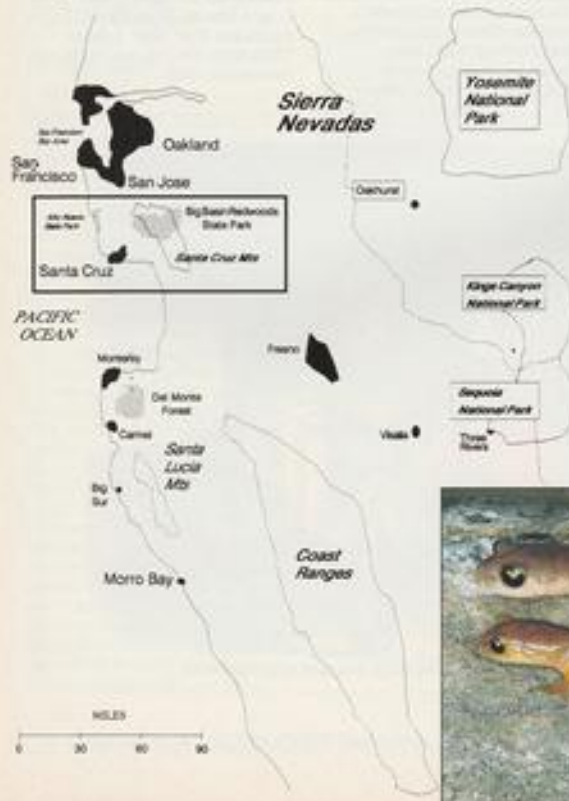 Sierra
Nevadas
Yosemite
National
Park
Oakland
San
Francisco
San Jose
Oakhurst
Big Basin Redwoods
State Park
Santa Cruz Mts
Santa Cruz
Kings Canyon
National Park
PACIFIC
OCEAN
Fresno
Monterey
Del Monte
Forest
Sequoia
National Park
Carmel
Visalia
Three
Rivers
Santa
Lucia
Mts
Big
Sur
Coast
Ranges
Morro Bay
MILES
0 30 60 90